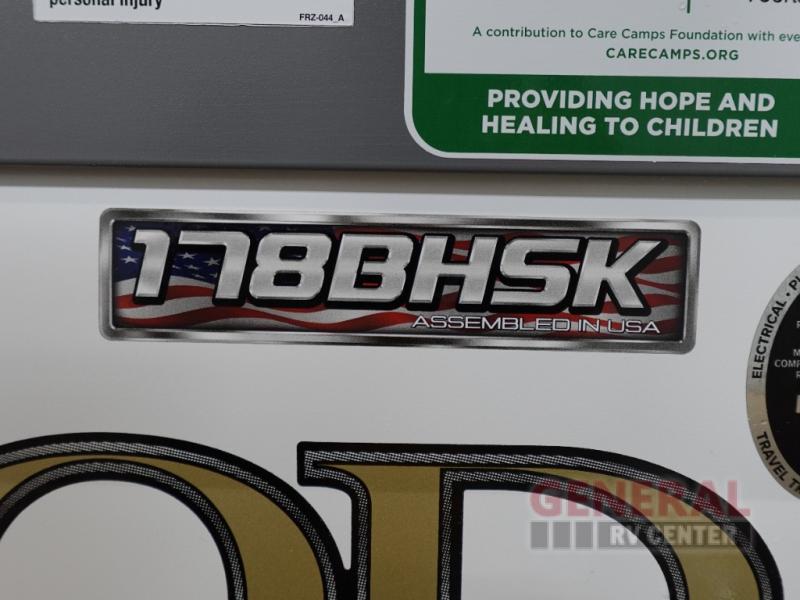 personal injury
FRZ-044_A
A contribution to Care Camps Foundation with
CARECAMPS.ORG
PROVIDING HOPE AND
HEALING TO CHILDREN
178BHSK
ASSEMBLED IN USA
ELECTRICAL
TRAVEL
GENERAL
RV CENTER